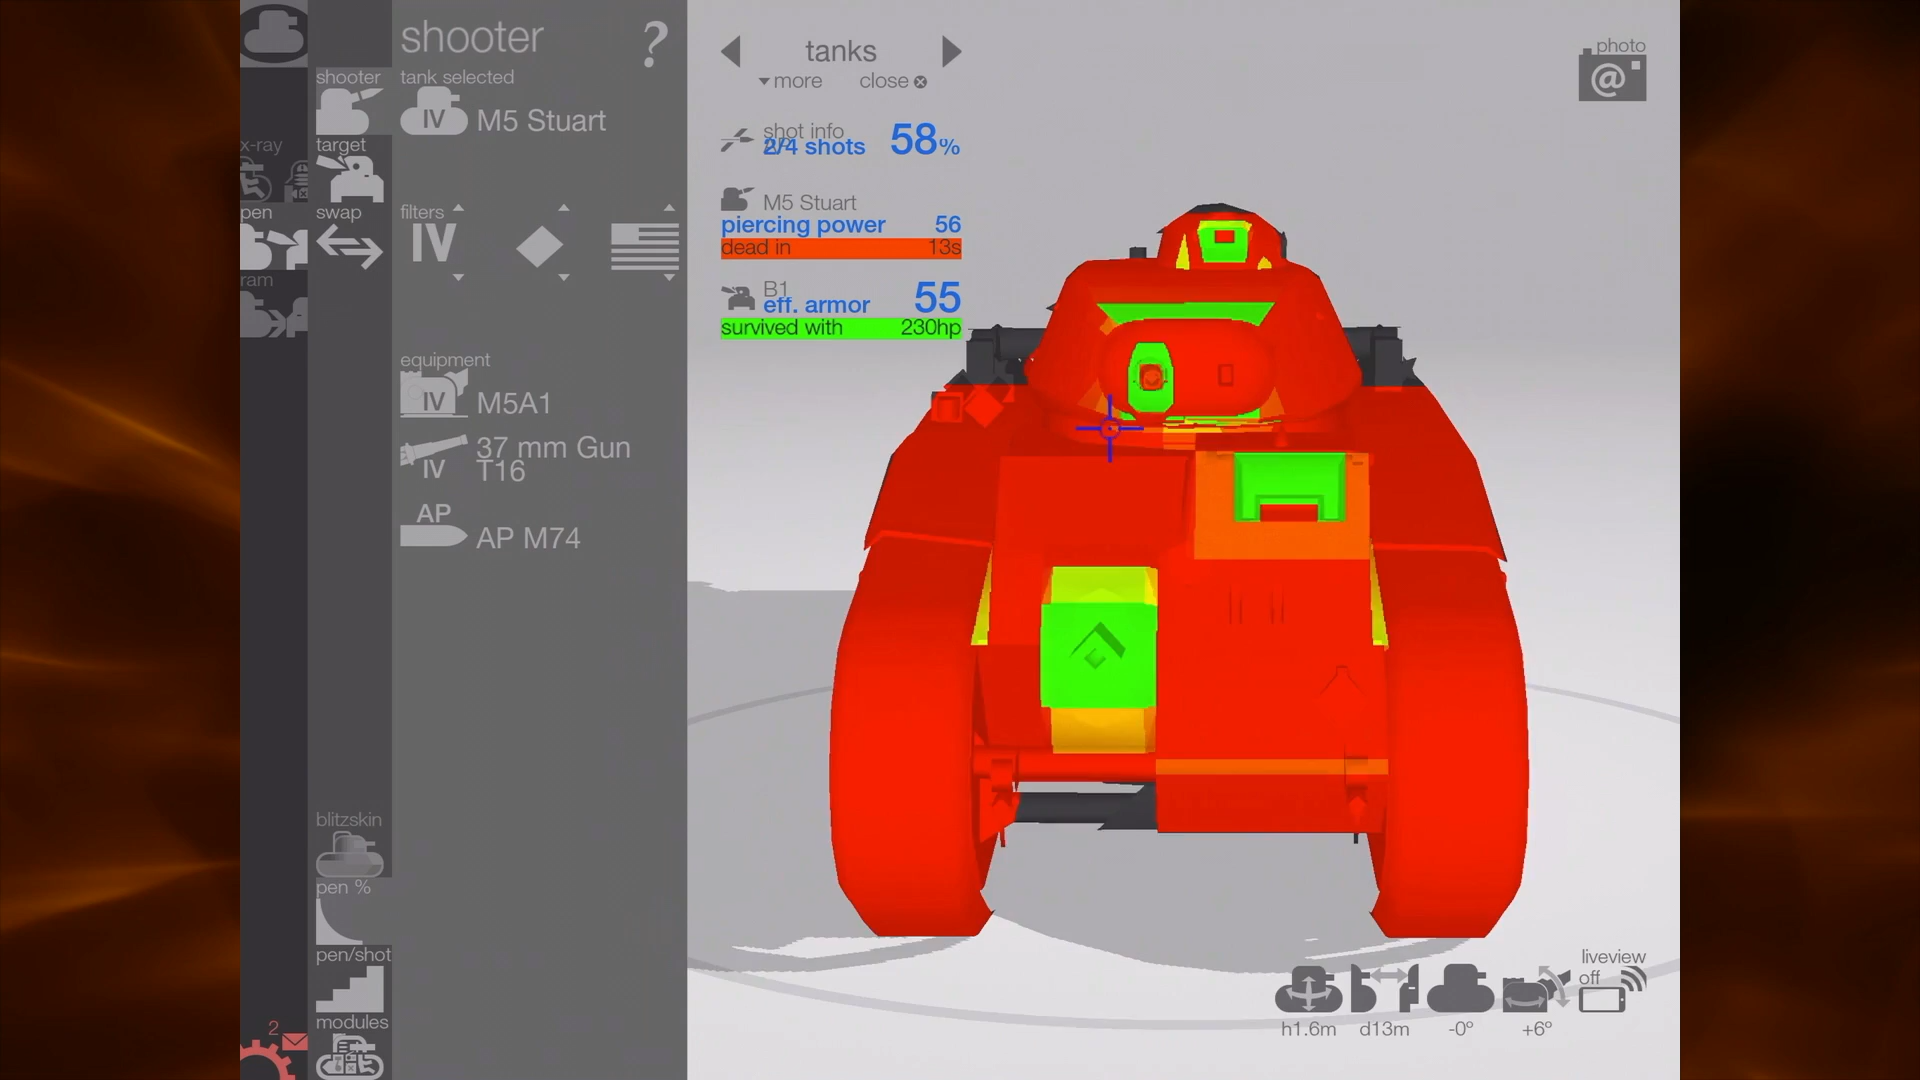 shooter
?
shooter
tank selected
IV
M5 Stuart
x-ray
target
pen
swap
filters
IV
ram
equipment
IV
M5A1
37 mm Gun
T16
IV
AP
AP M74
blitzskin
pen %
pen/shot
modules
2
tanks
more
close
shot info
2/4 shots
58%
M5 Stuart
piercing power 56
dead in 13s
B1
eff. armor
55
survived with 230hp
photo
@
liveview
off
h1.6m
d13m
-0°
+6°